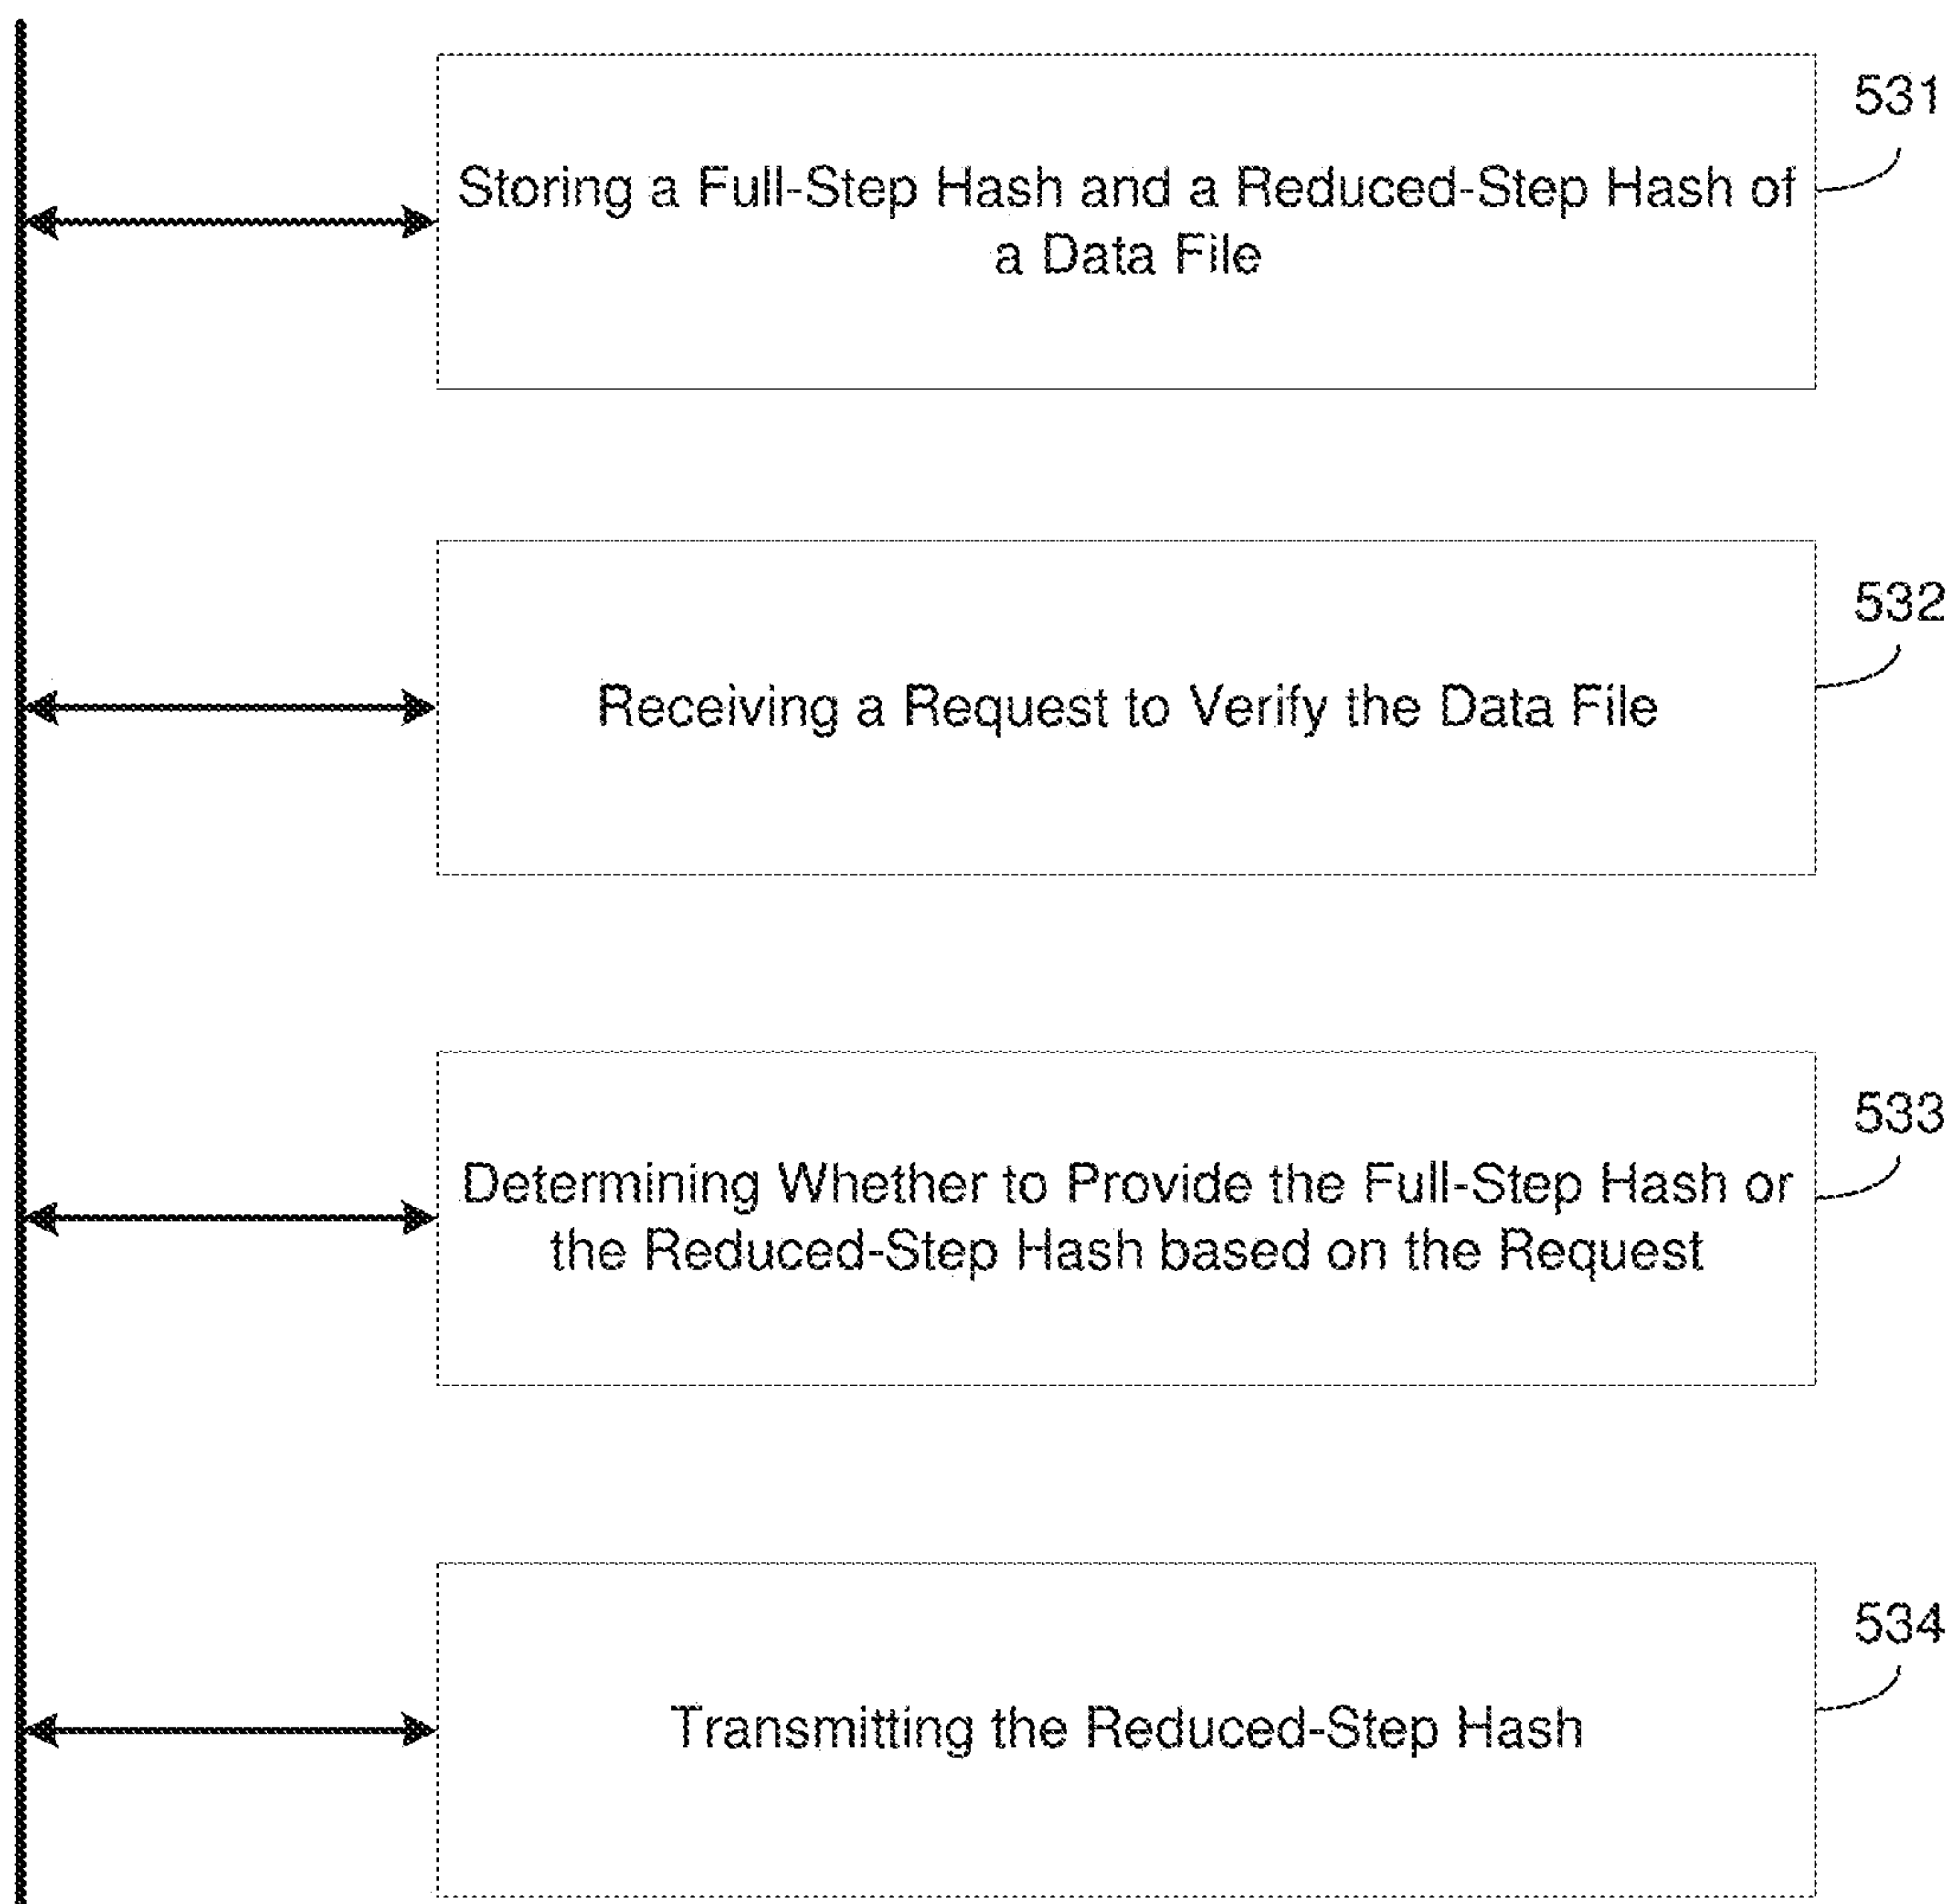 531
Storing a Full-Step Hash and a Reduced-Step Hash of
a Data File
532
Receiving a Request to Verify the Data File
533
Determining Whether to Provide the Full-Step Hash or
the Reduced-Step Hash based on the Request
534
Transmitting the Reduced-Step Hash